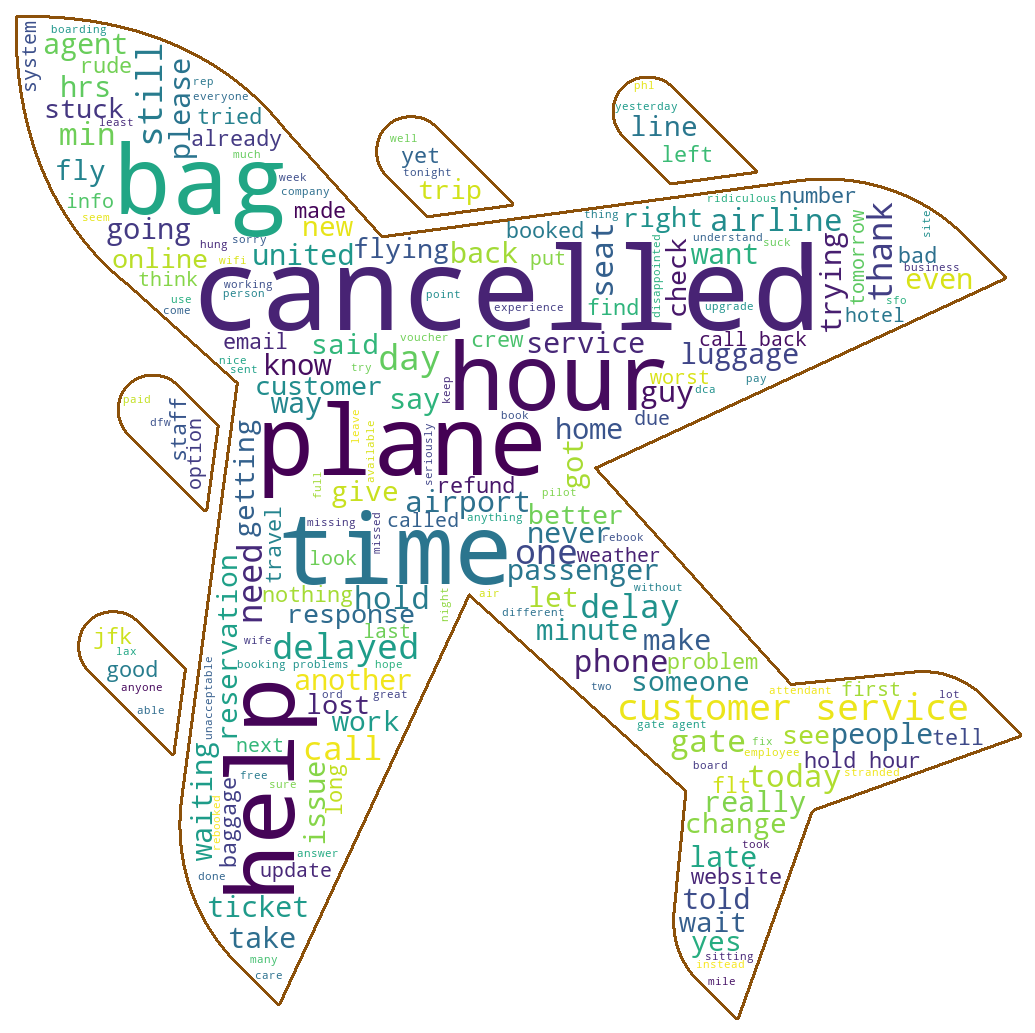 boarding
system
agent
rude
hrs
stuck
least
min
still
please
rep
everyone
tried
already
much
fly
bag
week
company
info
seem
made
new
going
hung
sorry
online
wifi
united
flying
think
working
person
use
come
phl
yesterday
line
left
well
yet
tonight
trip
number
ridiculous
thing
right
airline
booked
back
put
seat
disappointed
check
want
understand
suck
trying
tomorrow
thank
site
bad
business
even
sfo
hotel
upgrade
find
cancelled
point
experience
email
said
voucher
crew
service
call back
luggage
nice
sent
know
day
try
hour
worst
pay
guy
dca
customer
way
say
keep
book
due
home
plane
paid
dfw
staff
option
getting
leave
available
seriously
full
give
refund
got
pilot
airport
called
anything
better
missing
missed
travel
never
rebook
time
look
one
weather
passenger
need
nothing
hold
night
air
without
let
delay
different
response
last
minute
make
reservation
wife
delayed
phone
problem
booking problems
hope
someone
two
attendant
first
lot
jfk
lax
good
anyone
able
unacceptable
another
ord
great
lost
work
customer service
gate agent
gate
fix
see
people
tell
employee
hold hour
board
stranded
help
next
call
free
sure
issue
long
waiting
rebooked
baggage
today
flt
really
change
answer
update
done
took
late
website
ticket
told
take
wait
yes
many
care
sitting
instead
mile